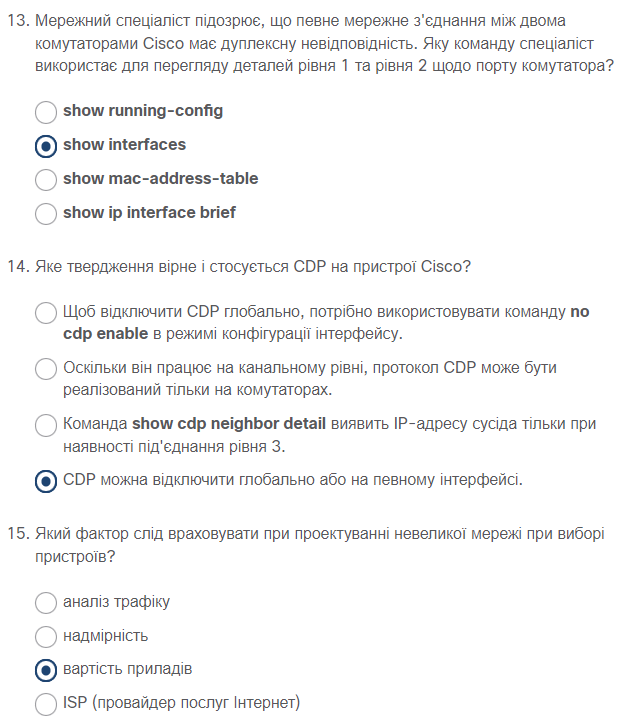 13. Мережний спеціаліст підозрює, що певне мережне з'єднання між двома
комутаторами Cisco має дуплексну невідповідність. Яку команду спеціаліст
використає для перегляду деталей рівня 1 та рівня 2 щодо порту комутатора?
show running-config
show interfaces
show mac-address-table
show ip interface brief
14. Яке твердження вірне і стосується CDP на пристрої Cisco?
Щоб відключити CDP глобально, потрібно використовувати команду no
cdp enable в режимі конфігурації інтерфейсу.
Оскільки він працює на канальному рівні, протокол CDP може бути
реалізований тільки на комутаторах.
Команда show cdp neighbor detail виявить IP-адресу сусіда тільки при
наявності під'єднання рівня 3.
CDP можна відключити глобально або на певному інтерфейсі.
15. Який фактор слід враховувати при проектуванні невеликої мережі при виборі
пристроїв?
аналіз трафіку
надмірність
вартість приладів
ISP (провайдер послуг Інтернет)